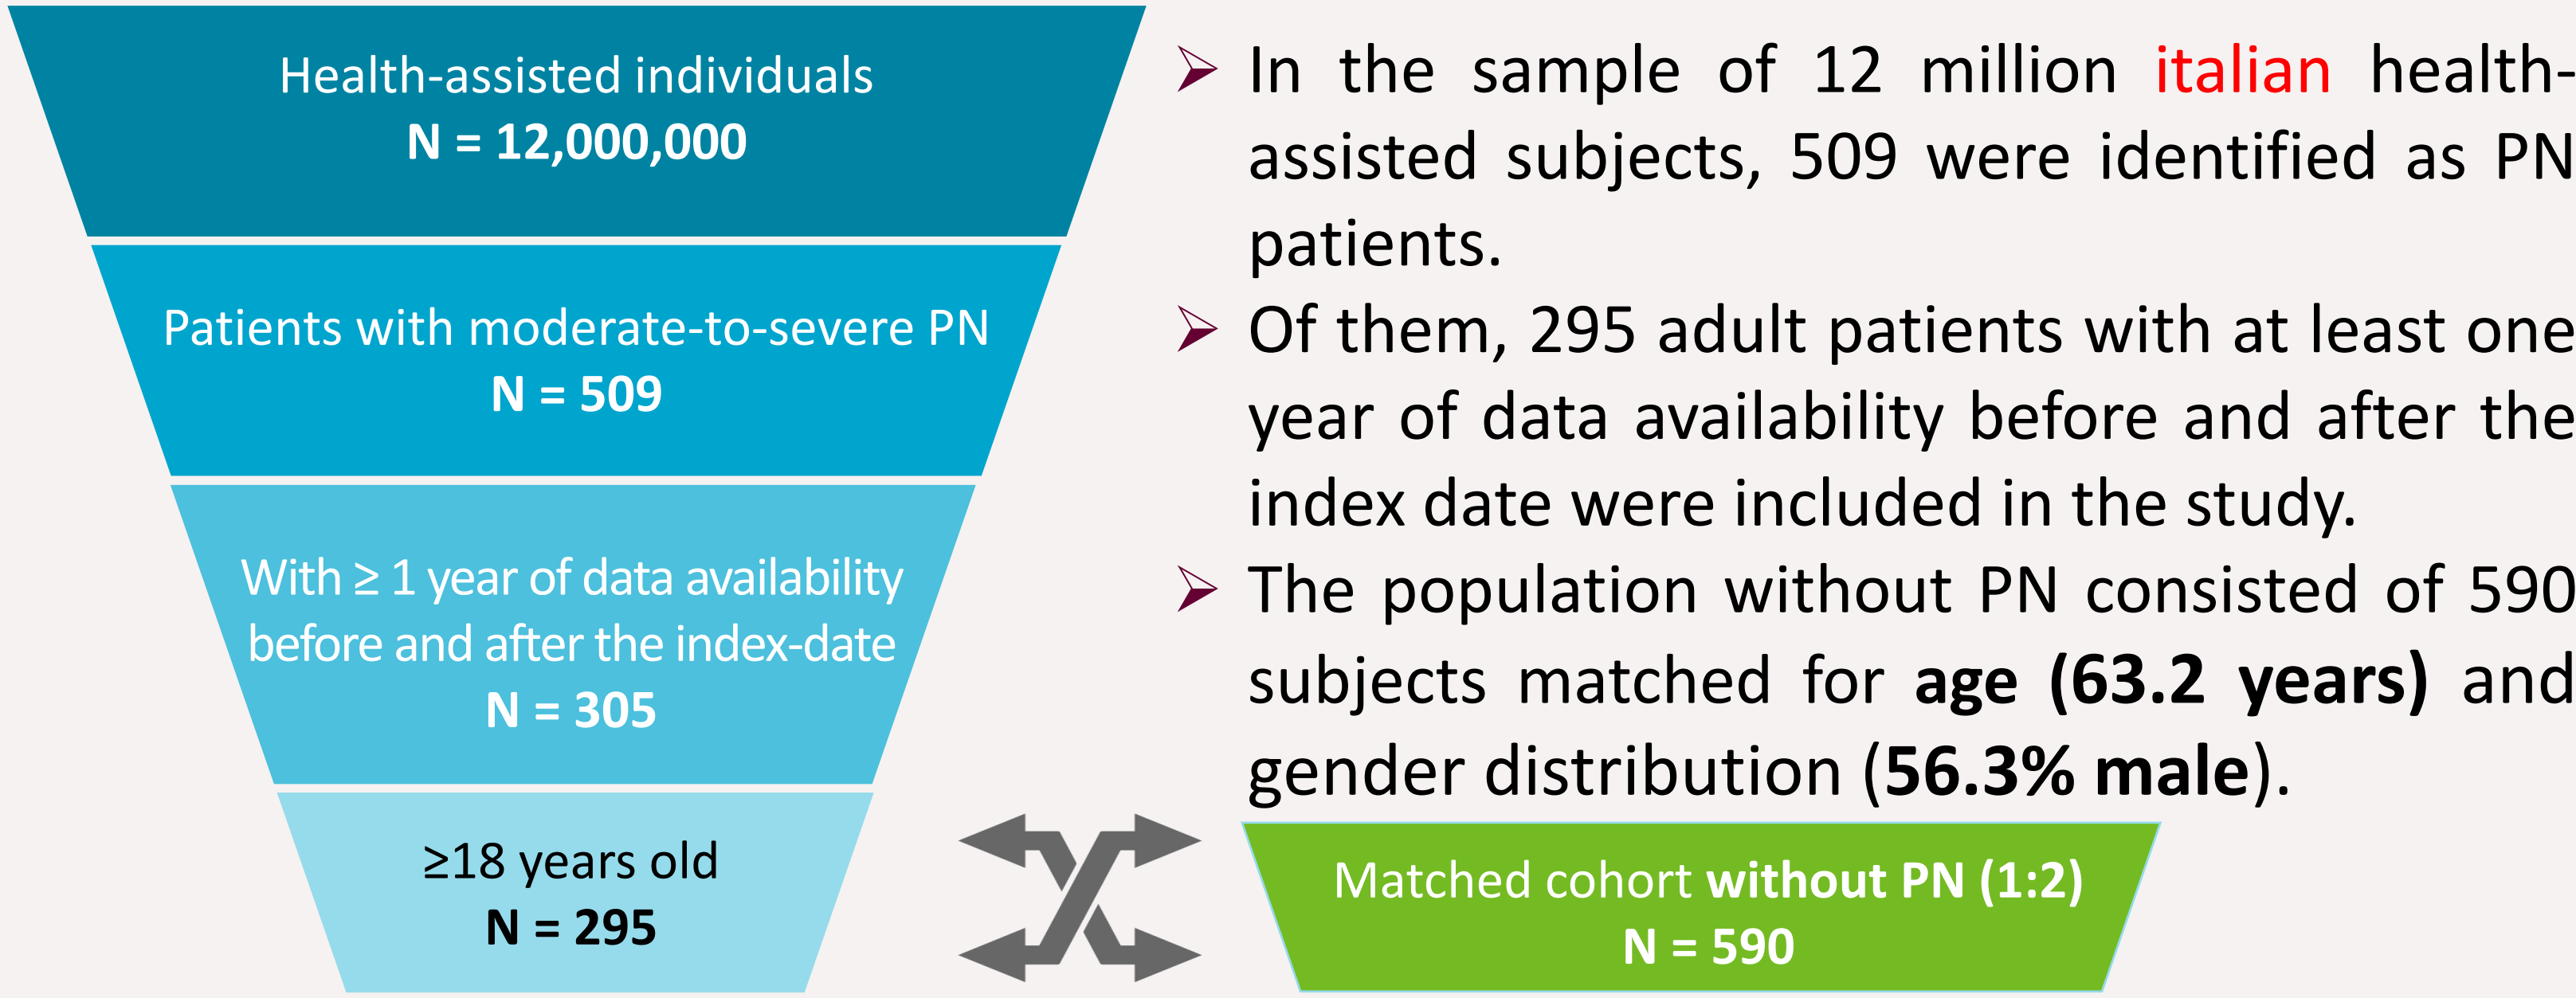 Health-assisted individuals
N = 12,000,000
Patients with moderate-to-severe PN
N = 509
With ≥ 1 year of data availability
before and after the index-date
N = 305
≥18 years old
N = 295
In the sample of 12 million italian health-
assisted subjects, 509 were identified as PN
patients.
Of them, 295 adult patients with at least one
year of data availability before and after the
index date were included in the study.
The population without PN consisted of 590
subjects matched for age (63.2 years) and
gender distribution (56.3% male).
Matched cohort without PN (1:2)
N = 590